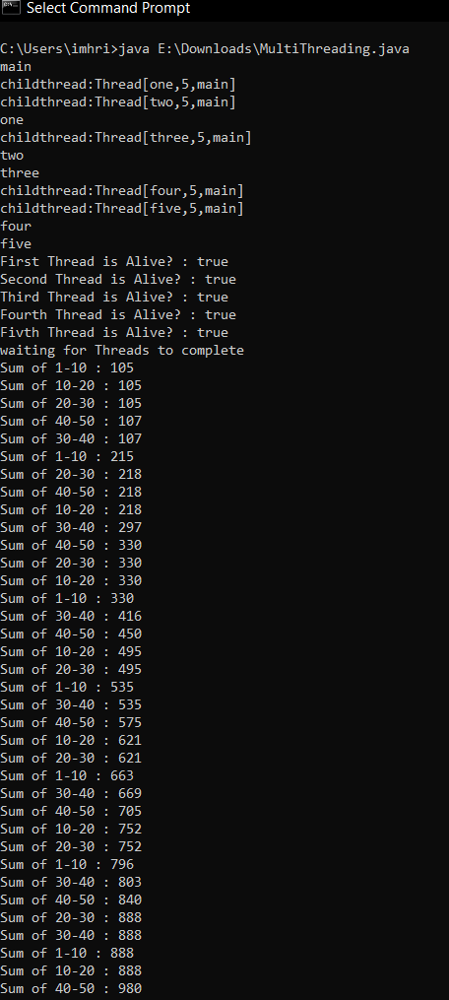 Select Command Prompt
C:\Users\imhri>java E:\Downloads\MultiThreading.java
main
childthread:Thread[one,5,main]
childthread:Thread[two,5,main]
one
childthread:Thread[three,5,main]
two
three
childthread:Thread[four,5,main]
childthread:Thread[five,5,main]
four
five
First Thread is Alive? : true
Second Thread is Alive? : true
Third Thread is Alive? : true
Fourth Thread is Alive? : true
Fivth Thread is Alive? : true
waiting for Threads to complete
Sum of 1-10 : 105
Sum of 10-20 : 105
Sum of 20-30 : 105
Sum of 40-50 : 107
Sum of 30-40 : 107
Sum of 1-10 : 215
Sum of 20-30 : 218
Sum of 40-50 : 218
Sum of 10-20 : 218
Sum of 30-40 : 297
Sum of 40-50 : 330
Sum of 20-30 : 330
Sum of 10-20 : 330
Sum of 1-10 : 330
Sum of 30-40 : 416
Sum of 40-50 : 450
Sum of 10-20 : 495
Sum of 20-30 : 495
Sum of 1-10 : 535
Sum of 30-40 : 535
Sum of 40-50 : 575
Sum of 10-20 : 621
Sum of 20-30 : 621
Sum of 1-10 : 663
Sum of 30-40 : 669
Sum of 40-50 : 705
Sum of 10-20 : 752
Sum of 20-30 : 752
Sum of 1-10 : 796
Sum of 30-40 : 803
Sum of 40-50 : 840
Sum of 20-30 : 888
Sum of 30-40 : 888
Sum of 1-10 : 888
Sum of 10-20 : 888
Sum of 40-50 : 980